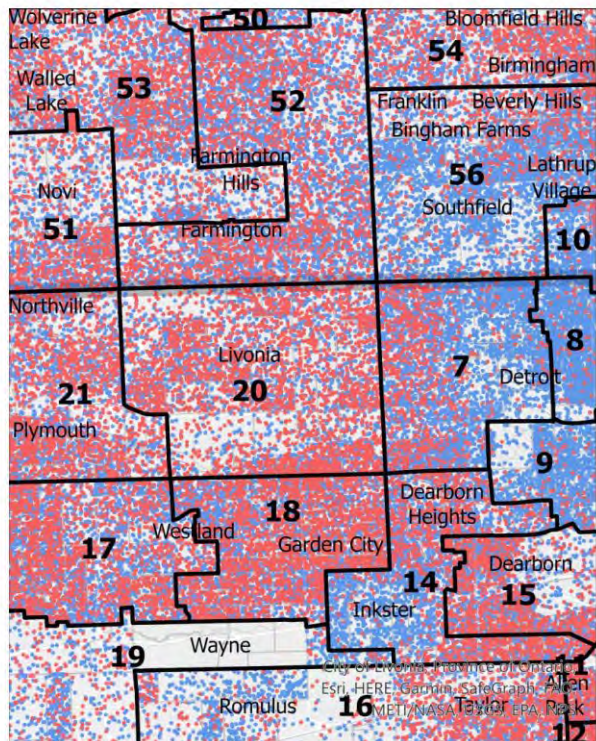 50
Wolverine
Lake
Bloomfield Hills
54
Birmingham
53
52
Walled
Lake
Franklin
Beverly Hills
Bingham Farms
Farmington
Hills
56
Lathrup
Village
Novi
51
Southfield
10
Farmington
Northville
Livonia
20
7
8
Detroit
21
Plymouth
9
Dearborn
Heights
18
Westland
17
Garden City
Dearborn
14
15
Inkster
Wayne
19
City of Livonia, Province of Ontario,
11
Esri, HERE, Garmin, SafeGraph, FAO,
Allen
Park
Romulus
16
METI/NASA, USGS, EPA, NPS
Taylor
12